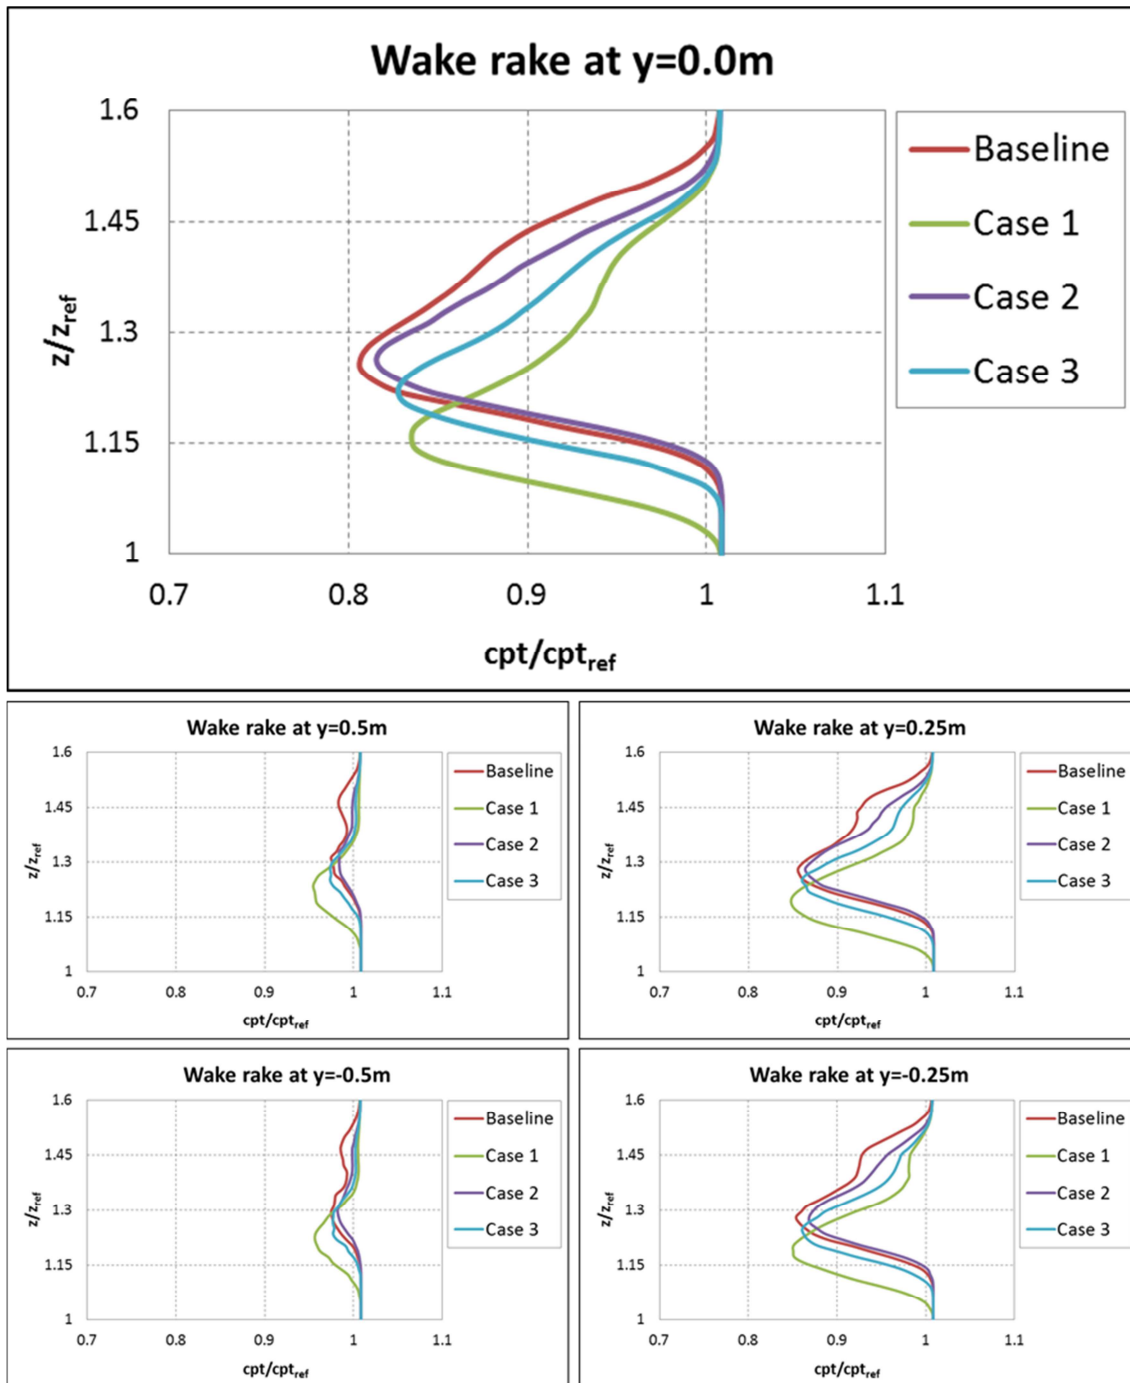 Wake rake at y=0.0m
1.6
1.45
1.3
1.15
1
z/zref
0.7 0.8 0.9 1 1.1
cpt/cptref
Baseline
Case 1
Case 2
Case 3
Wake rake at y=0.5m
1.6
1.45
1.3
1.15
1
z/zref
0.7 0.8 0.9 1 1.1
cpt/cptref
Baseline
Case 1
Case 2
Case 3
Wake rake at y=0.25m
1.6
1.45
1.3
1.15
1
z/zref
0.7 0.8 0.9 1 1.1
cpt/cptref
Baseline
Case 1
Case 2
Case 3
Wake rake at y=-0.5m
1.6
1.45
1.3
1.15
1
z/zref
0.7 0.8 0.9 1 1.1
cpt/cptref
Baseline
Case 1
Case 2
Case 3
Wake rake at y=-0.25m
1.6
1.45
1.3
1.15
1
z/zref
0.7 0.8 0.9 1 1.1
cpt/cptref
Baseline
Case 1
Case 2
Case 3